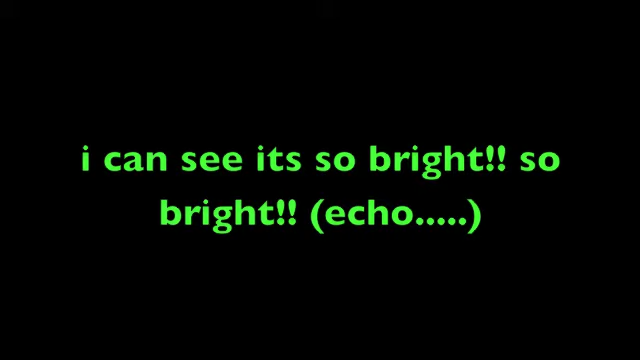 i can see its so bright!! so
bright!! (echo.....)